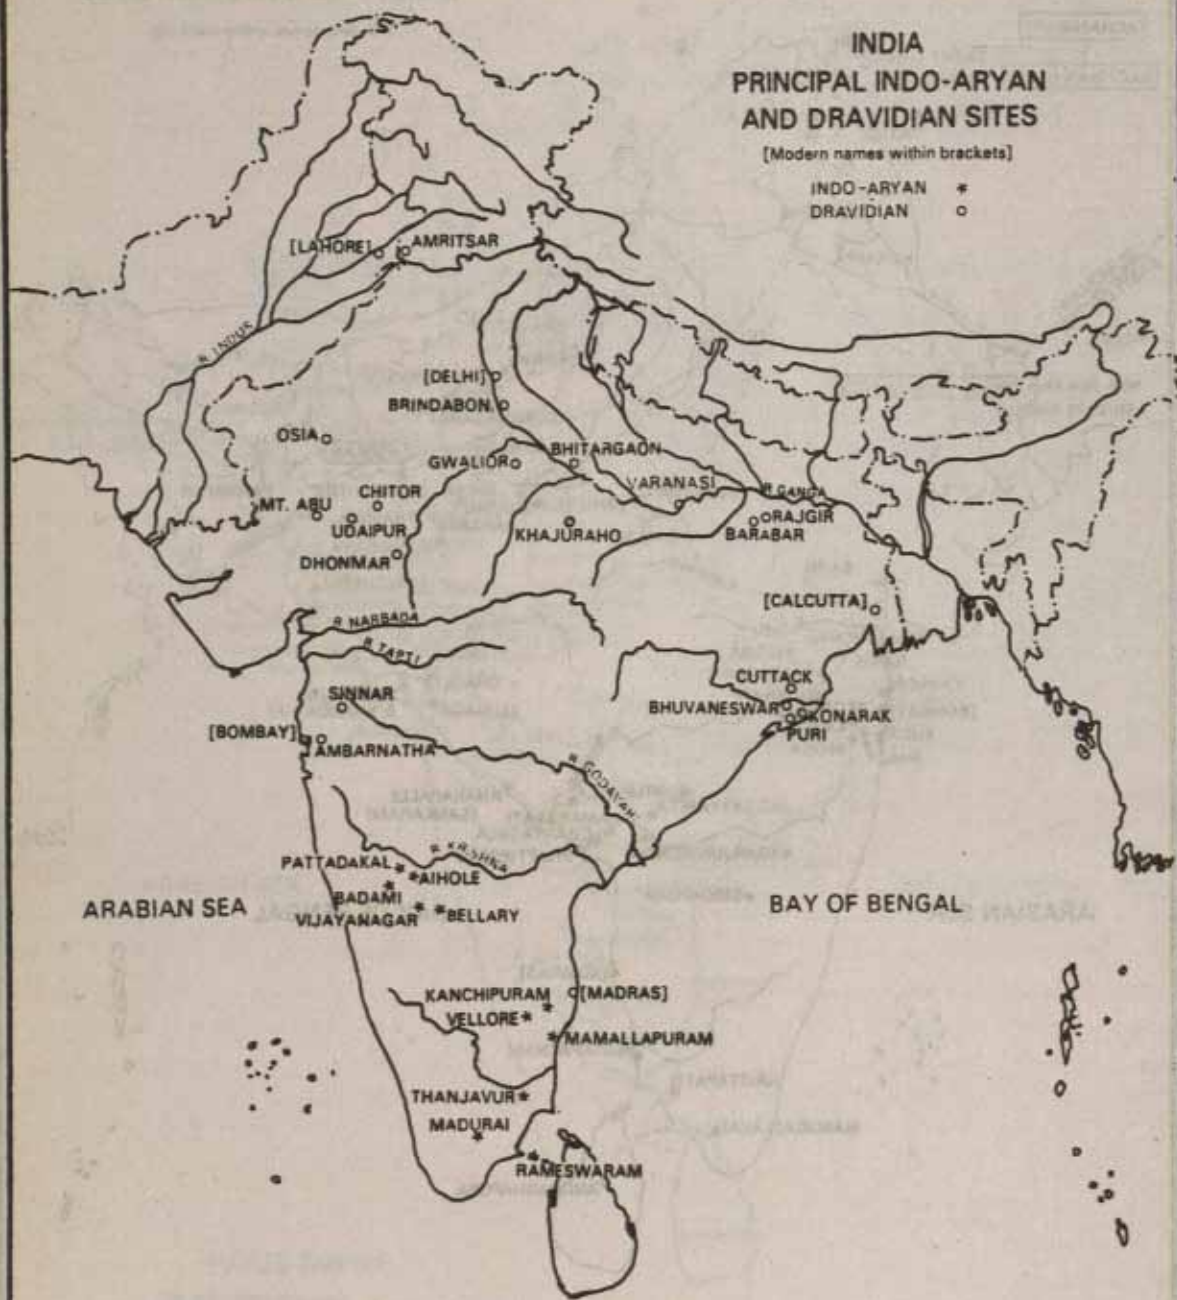 INDIA
PRINCIPAL INDO-ARYAN
AND DRAVIDIAN SITES
[Modern names within brackets]
INDO-ARYAN *
DRAVIDIAN o
[LAHORE]
AMRITSAR
R INDUR
[DELHI]
BRINDABON
OSIA
GWALIOR
BHITARGAON
VARANASI
R GANGA
MT. ABU
CHITOR
UDAIPUR
KHAJURAHO
RAJGIR
BARABAR
DHONMAR
[CALCUTTA]
R NARBADA
R TAPTI
CUTTACK
SINNAR
BHUVANESWAR
KONARAK
PURI
[BOMBAY]
AMBARNATHA
R GODAVARI
R KRISHNA
PATTADAKAL
AIHOLE
BADAMI
VIJAYANAGAR
BELLARY
ARABIAN SEA
BAY OF BENGAL
KANCHIPURAM
[MADRAS]
VELLORE
MAMALLAPURAM
THANJAVUR
MADURAI
RAMESWARAM